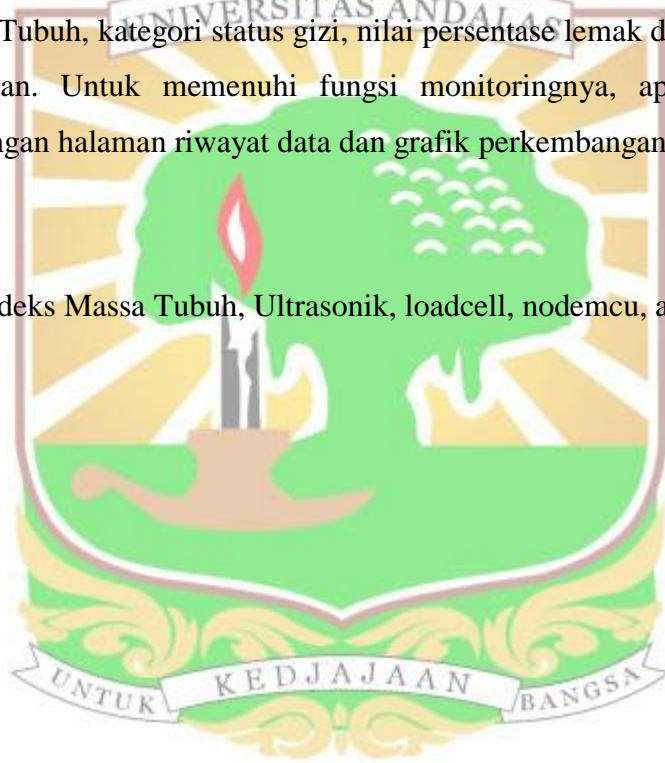 UNIVERSITAS ANDALAS
Tubuh, kategori status gizi, nilai persentase lemak d
an. Untuk memenuhi fungsi monitoringnya, ap
ngan halaman riwayat data dan grafik perkembangan
deks Massa Tubuh, Ultrasonik, loadcell, nodemcu, a
UNTUK KEDJAJAAN BANGSA